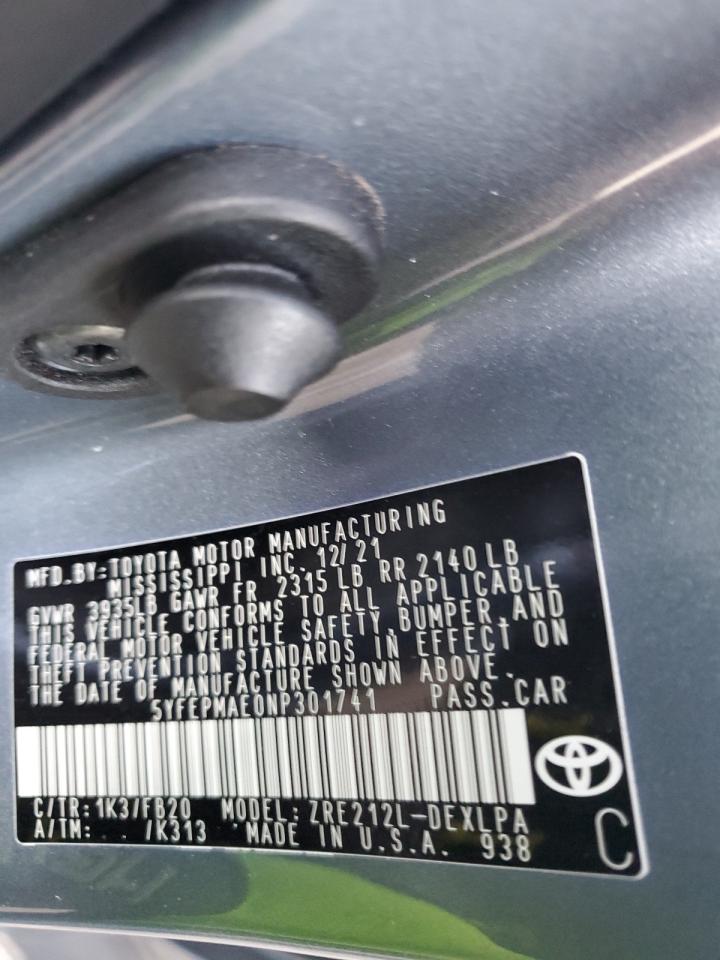 MFD.BY:TOYOTA MOTOR MANUFACTURING
MISSISSIPPI INC. 12/21
GVWR 3935LB GAWR FR 2315 LB RR 2140 LB
THIS VEHICLE CONFORMS TO ALL APPLICABLE
FEDERAL MOTOR VEHICLE SAFETY,BUMPER,AND
THEFT PREVENTION STANDARDS IN EFFECT ON
THE DATE OF MANUFACTURE SHOWN ABOVE.
5YFEPMAE0NP301741 PASS.CAR
C/TR:1K3/FB20 MODEL:ZRE212L-DEXLPA
A/TM: /K313 MADE IN U.S.A. 938
C